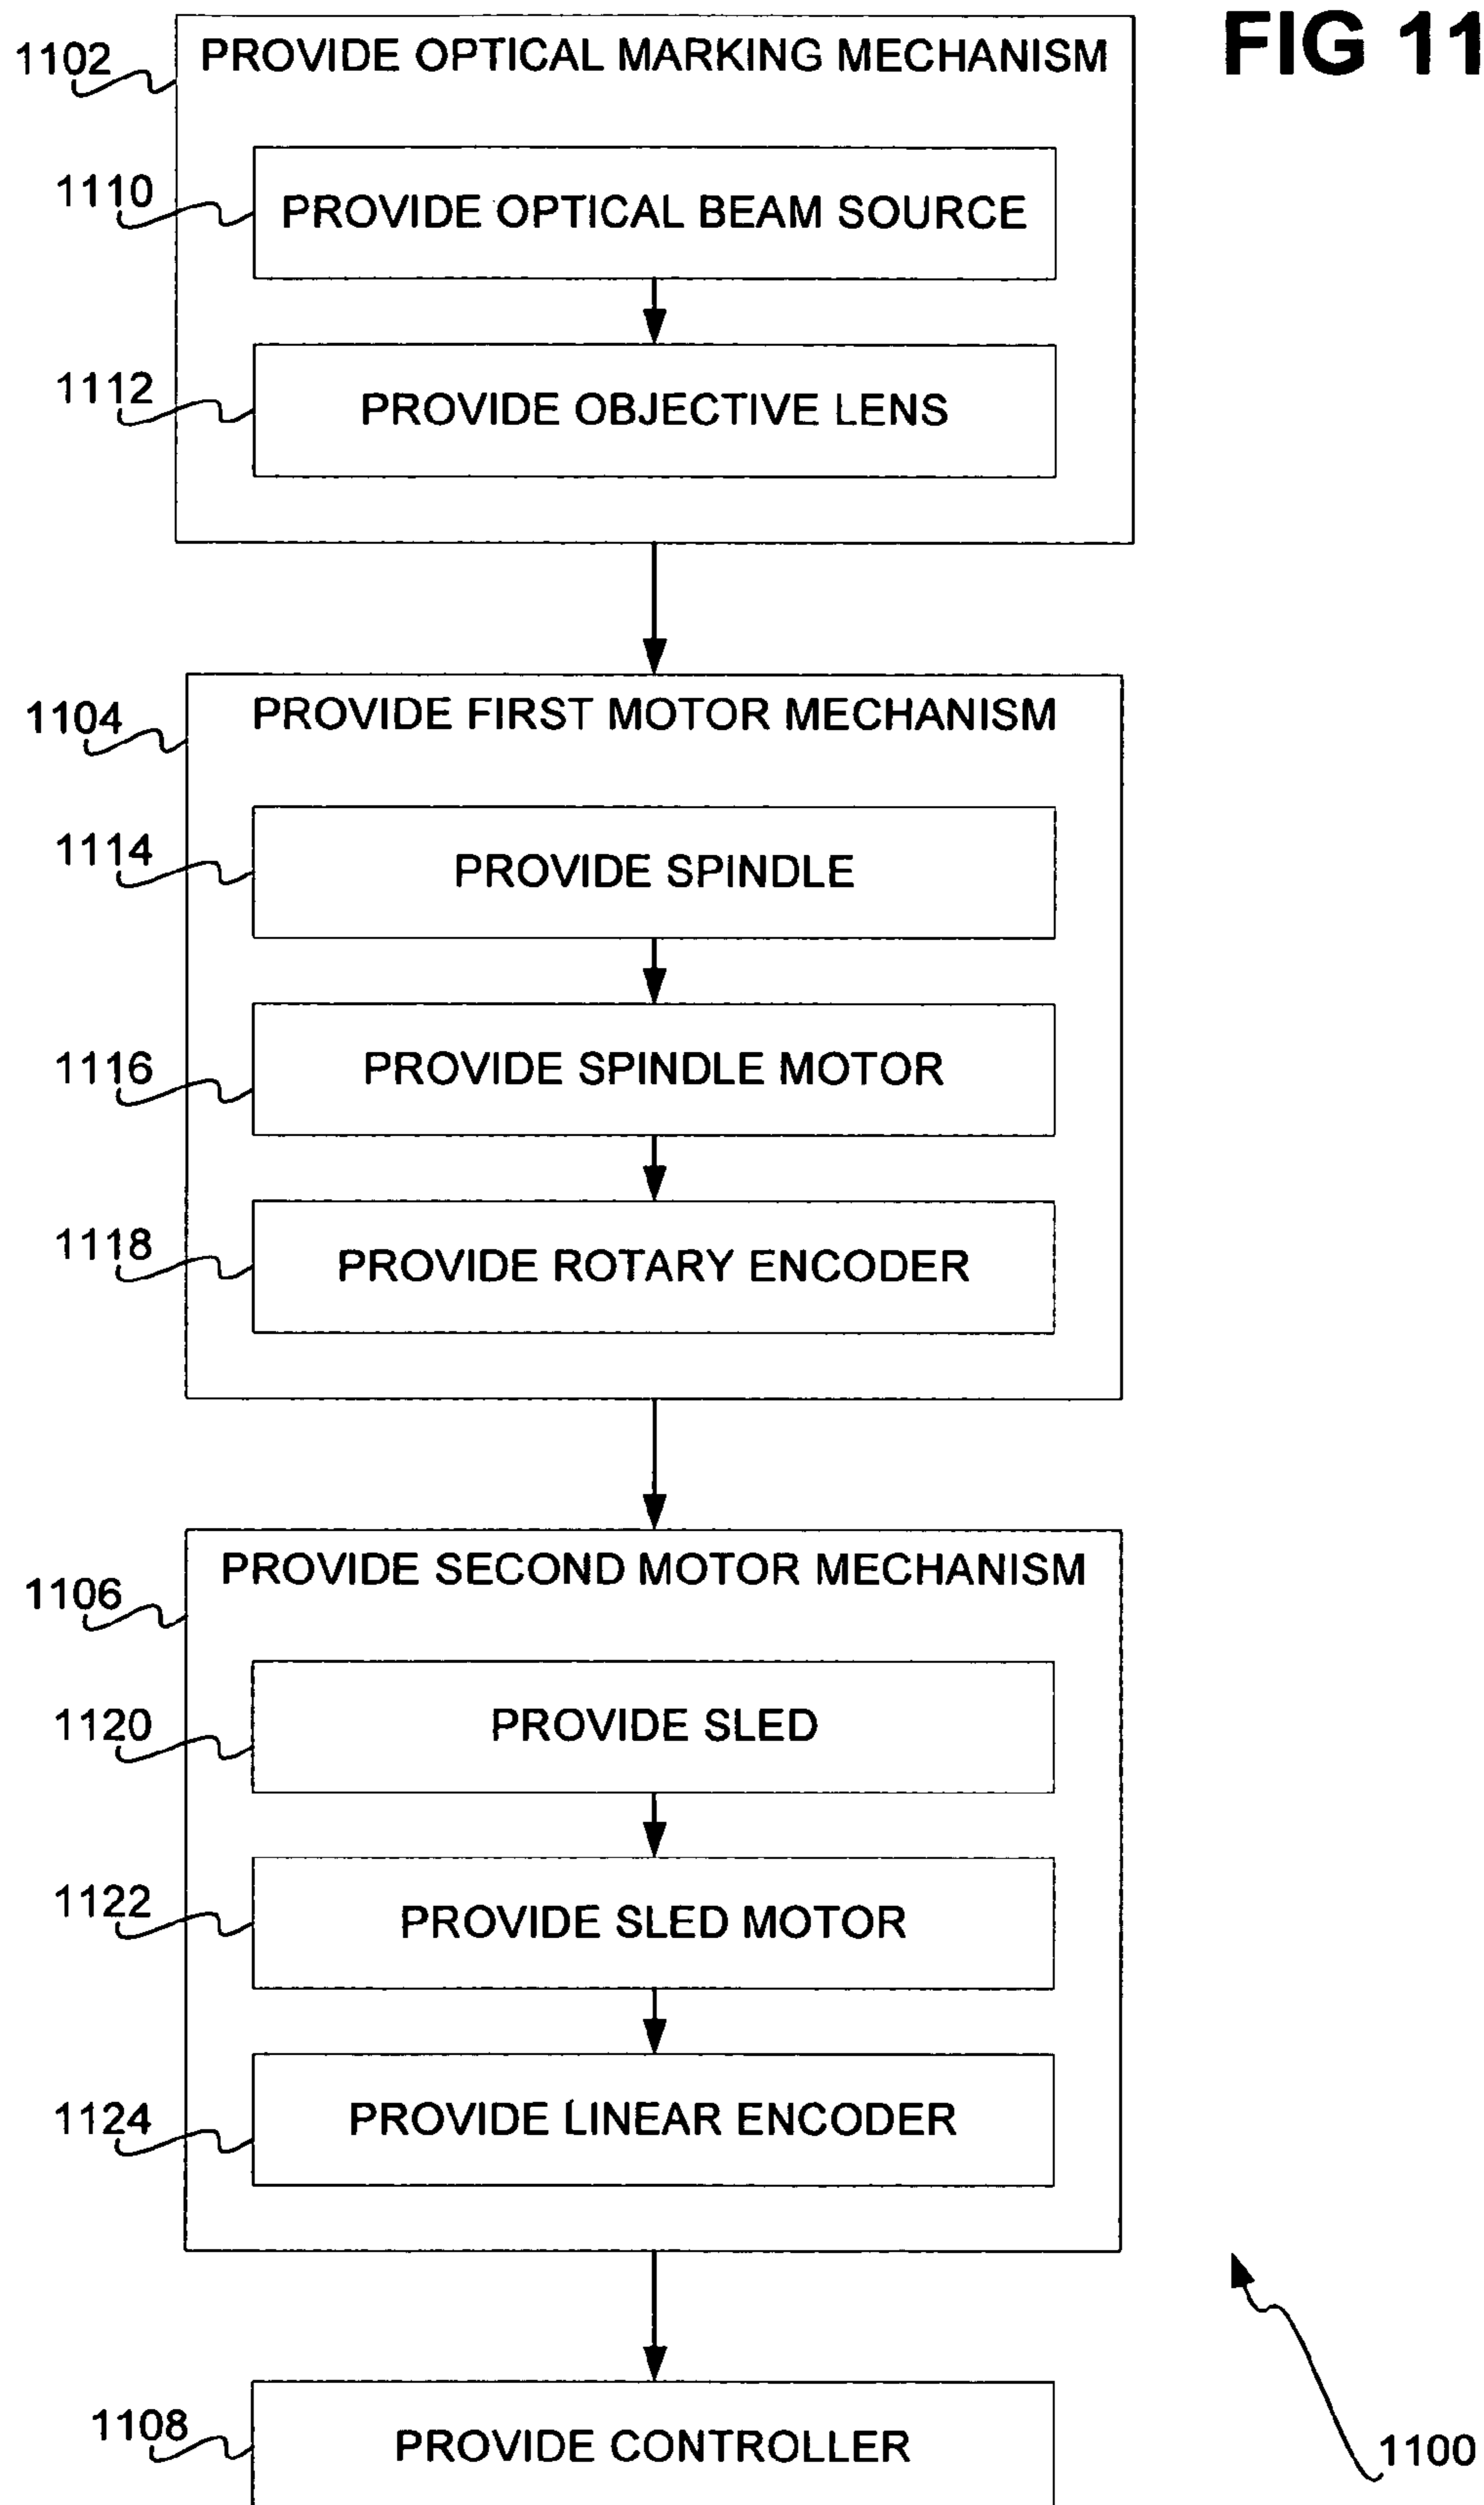 FIG 11
1102
PROVIDE OPTICAL MARKING MECHANISM
1110
PROVIDE OPTICAL BEAM SOURCE
1112
PROVIDE OBJECTIVE LENS
1104
PROVIDE FIRST MOTOR MECHANISM
1114
PROVIDE SPINDLE
1116
PROVIDE SPINDLE MOTOR
1118
PROVIDE ROTARY ENCODER
1106
PROVIDE SECOND MOTOR MECHANISM
1120
PROVIDE SLED
1122
PROVIDE SLED MOTOR
1124
PROVIDE LINEAR ENCODER
1108
PROVIDE CONTROLLER
1100